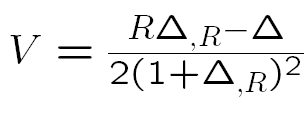 V = \frac{R\Delta_{,R} - \Delta}{2(1+\Delta_{,R})^2}